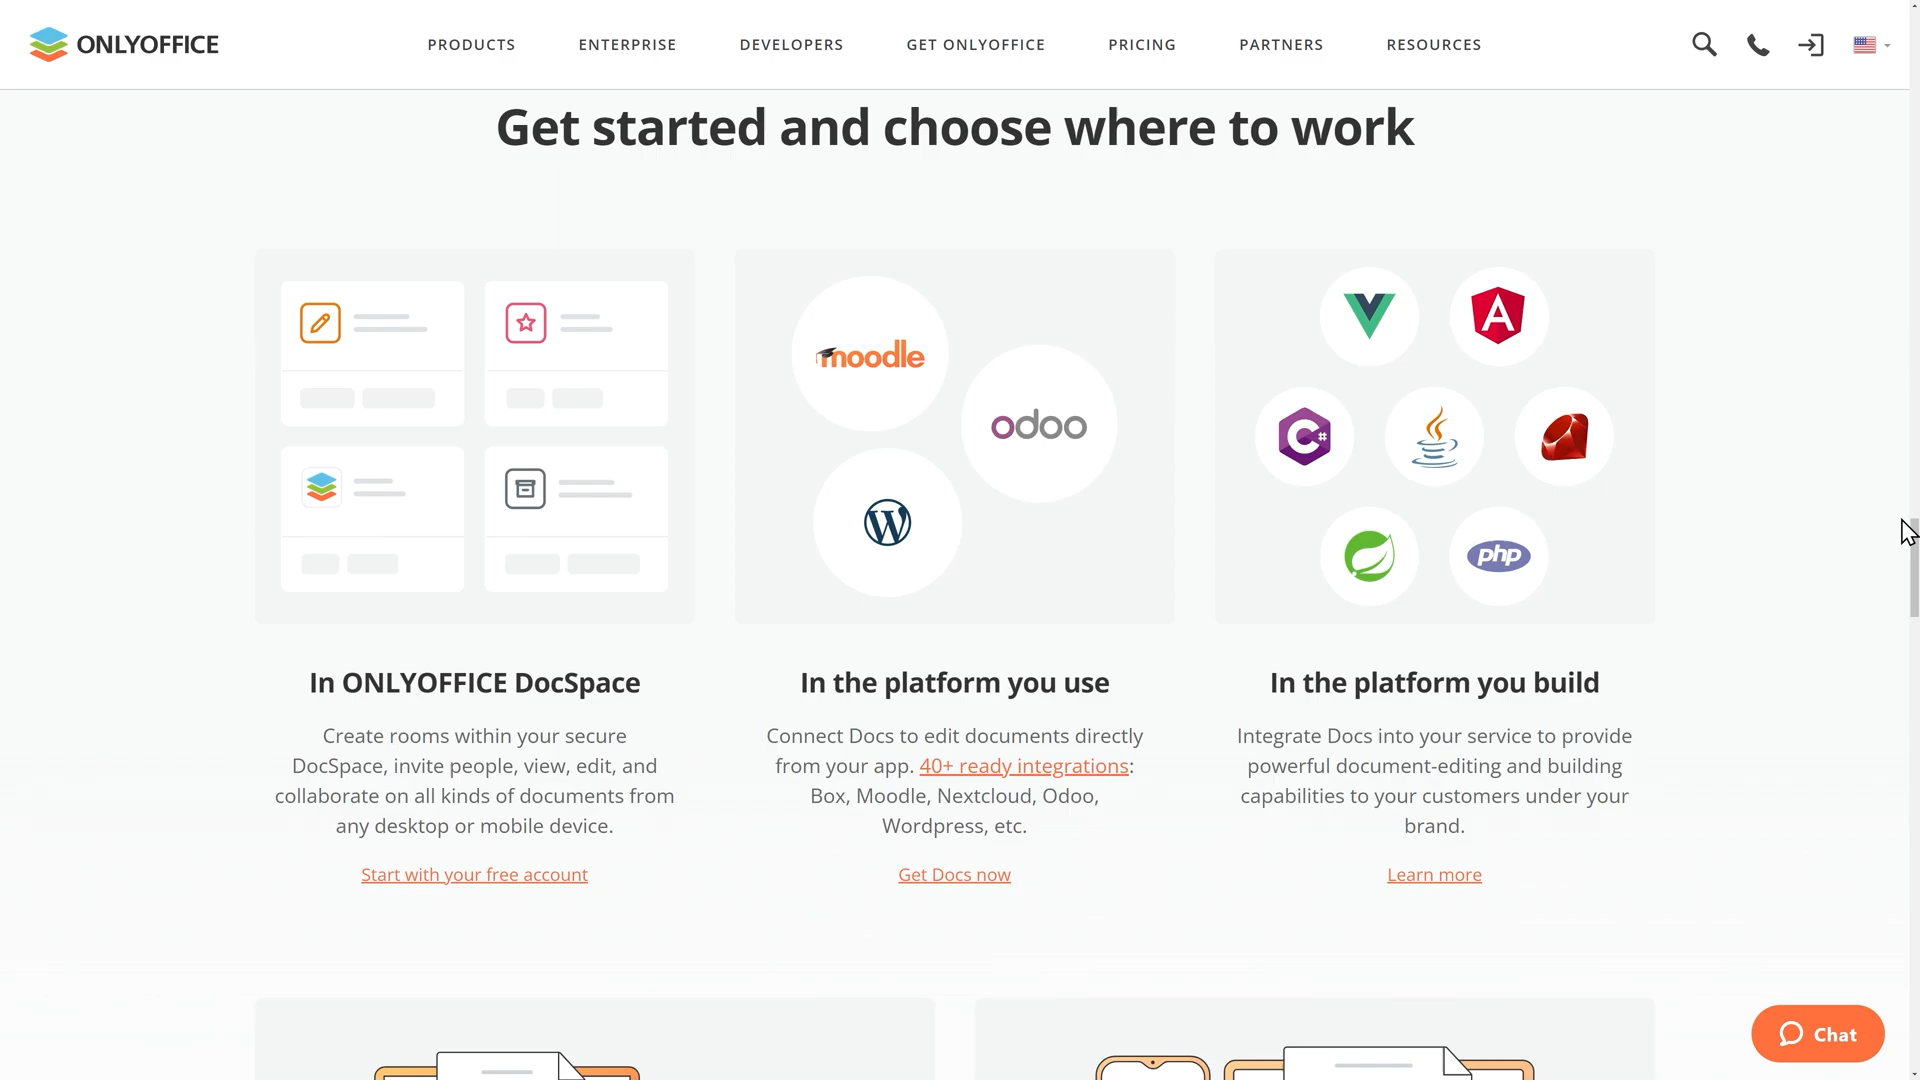 ONLYOFFICE
PRODUCTS ENTERPRISE DEVELOPERS GET ONLYOFFICE PRICING PARTNERS RESOURCES
Get started and choose where to work
moodle
odoo
W
A
C#
php
In ONLYOFFICE DocSpace
Create rooms within your secure
DocSpace, invite people, view, edit, and
collaborate on all kinds of documents from
any desktop or mobile device.
Start with your free account
In the platform you use
Connect Docs to edit documents directly
from your app. 40+ ready integrations:
Box, Moodle, Nextcloud, Odoo,
Wordpress, etc.
Get Docs now
In the platform you build
Integrate Docs into your service to provide
powerful document-editing and building
capabilities to your customers under your
brand.
Learn more
Chat